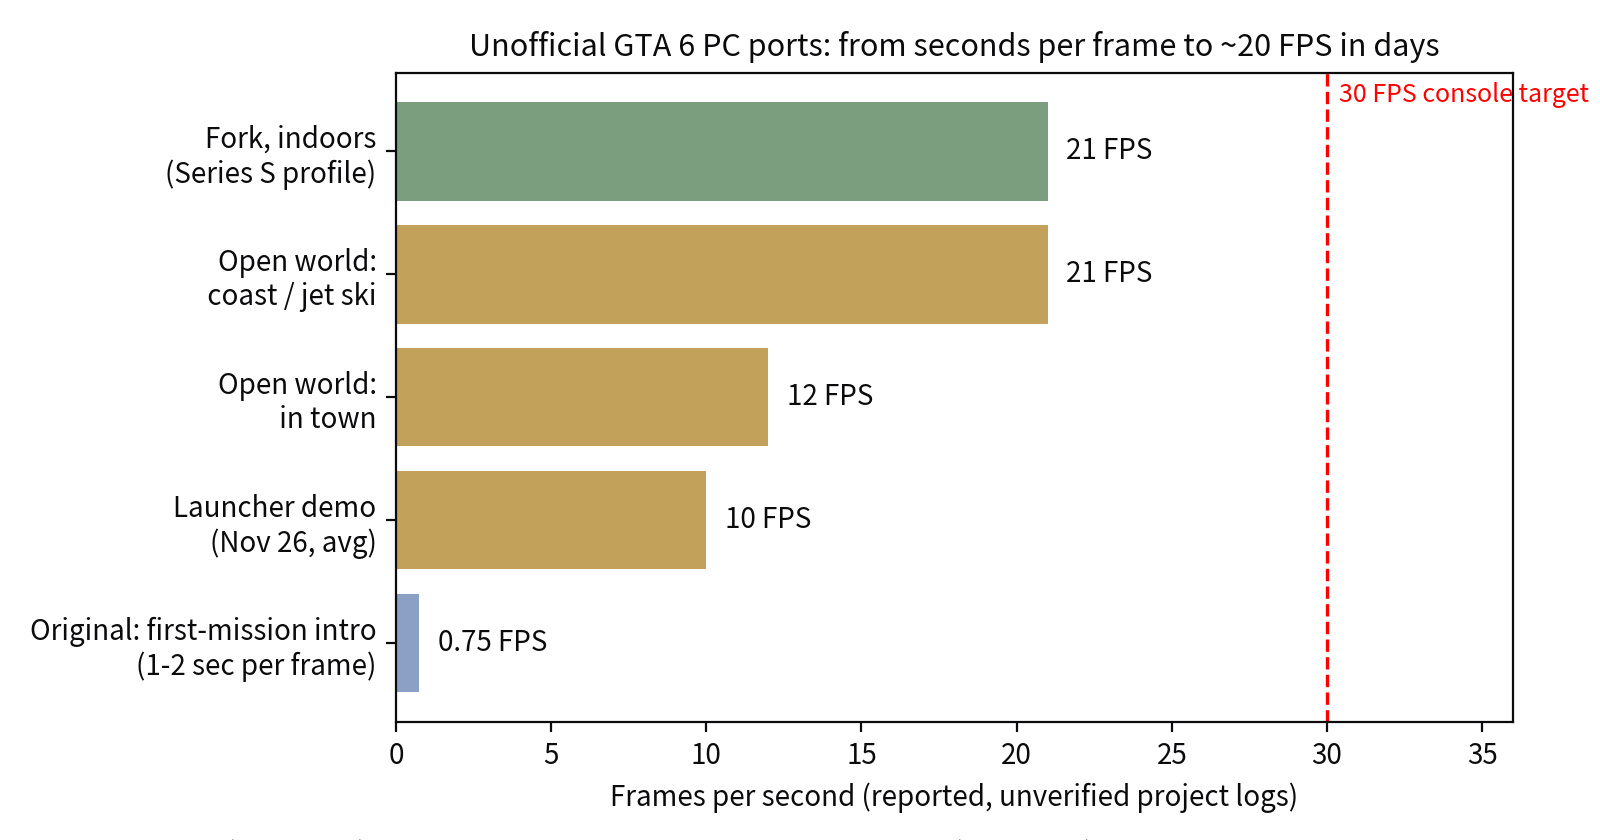 Unofficial GTA 6 PC ports: from seconds per frame to ~20 FPS in days
30 FPS console target
Fork, indoors
(Series S profile)
21 FPS
Open world:
coast / jet ski
21 FPS
Open world:
in town
12 FPS
Launcher demo
(Nov 26, avg)
10 FPS
Original: first-mission intro
(1-2 sec per frame)
0.75 FPS
0 5 10 15 20 25 30 35
Frames per second (reported, unverified project logs)